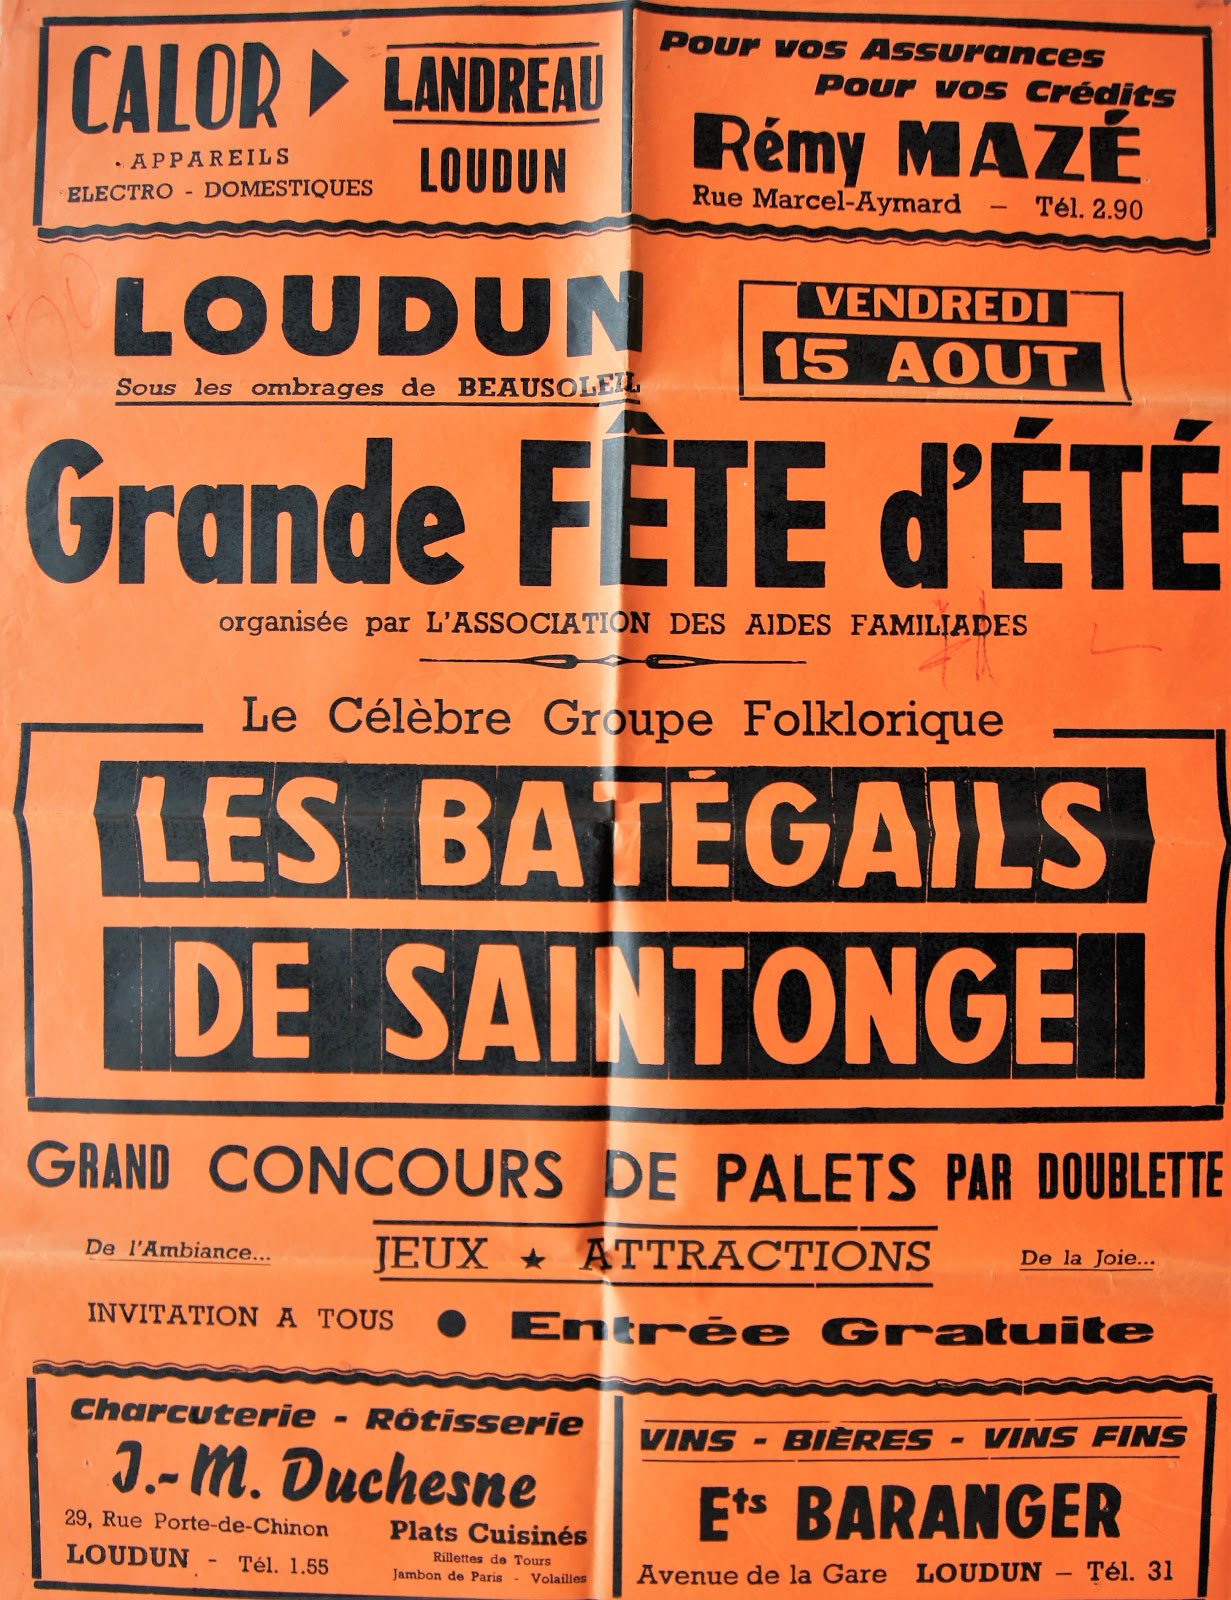 CALOR ▶ LANDREAU
APPAREILS
ELECTRO - DOMESTIQUES
LOUDUN
Pour vos Assurances
Pour vos Crédits
Rémy MAZÉ
Rue Marcel-Aymard — Tél. 2.90
LOUDUN
Sous les ombrages de BEAUSOLEIL
VENDREDI
15 AOUT
Grande FÊTE d'ÉTÉ
organisée par L'ASSOCIATION DES AIDES FAMILIADES
Le Célèbre Groupe Folklorique
LES BATÉGAILS
DE SAINTONGE
GRAND CONCOURS DE PALETS PAR DOUBLETTE
De l'Ambiance... JEUX ★ ATTRACTIONS De la Joie...
INVITATION A TOUS ● Entrée Gratuite
Charcuterie - Rôtisserie
J.-M. Duchesne
29, Rue Porte-de-Chinon
LOUDUN - Tél. 1.55
Plats Cuisinés
Rillettes de Tours
Jambon de Paris - Volailles
VINS - BIÈRES - VINS FINS
Ets BARANGER
Avenue de la Gare LOUDUN — Tél. 31